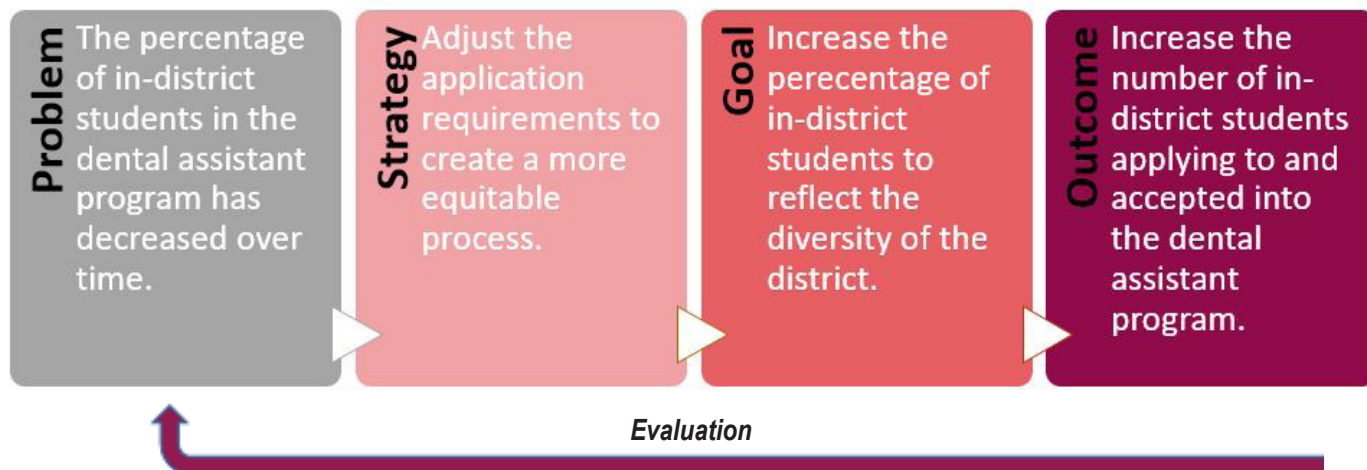 Problem
The percentage
of in-district
students in the
dental assistant
program has
decreased over
time.
Strategy
Adjust the
application
requirements to
create a more
equitable
process.
Goal
Increase the
perecentage of
in-district
students to
reflect the
diversity of the
district.
Outcome
Increase the
number of in-
district students
applying to and
accepted into
the dental
assistant
program.
Evaluation